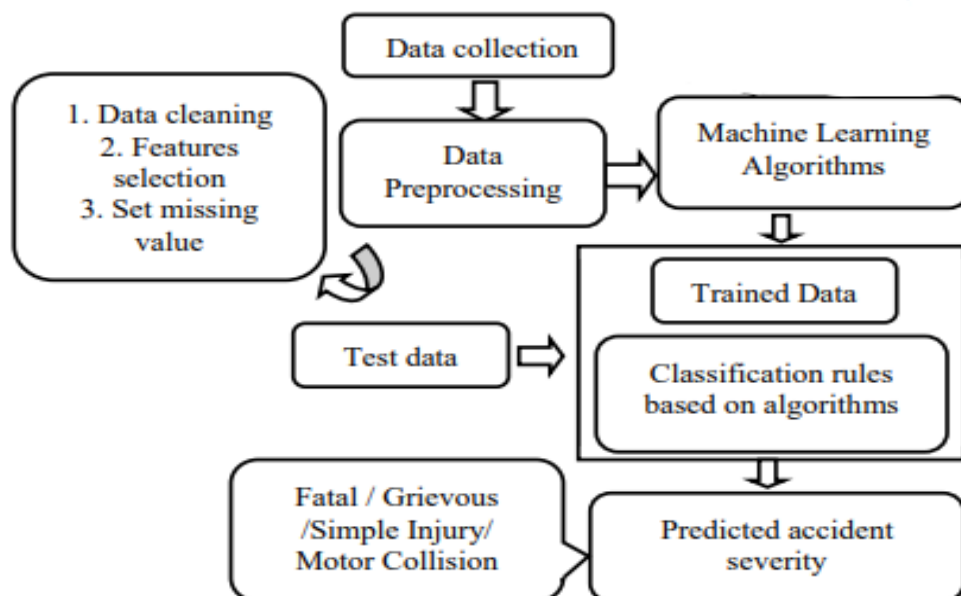 Data collection
1. Data cleaning
2. Features
selection
3. Set missing
value
Data
Preprocessing
Machine Learning
Algorithms
Trained Data
Test data
Classification rules
based on algorithms
Fatal / Grievous
/Simple Injury/
Motor Collision
Predicted accident
severity